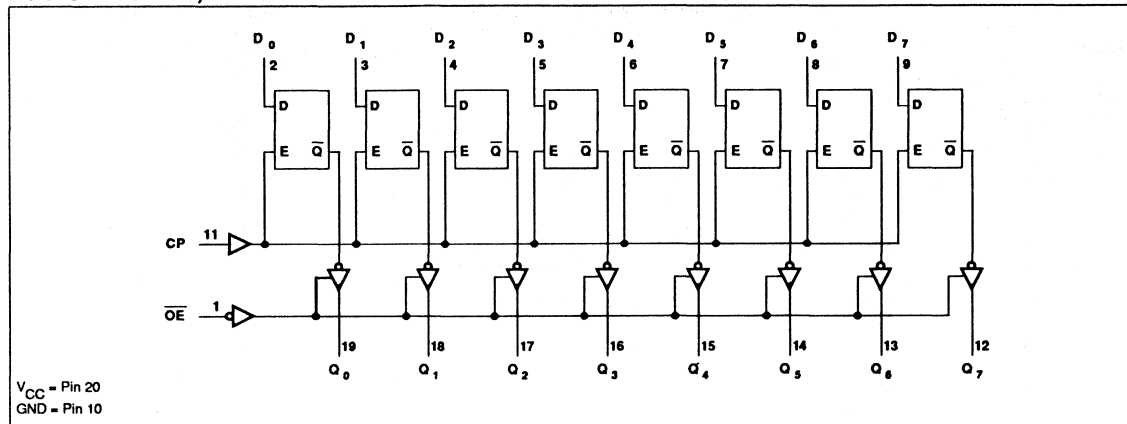 D0 D1 D2 D3 D4 D5 D6 D7
2 3 4 5 6 7 8 9
D D D D D D D D
E Q̅ E Q̅ E Q̅ E Q̅ E Q̅ E Q̅ E Q̅ E Q̅
CP 11
O̅E̅ 1
19 18 17 16 15 14 13 12
Q0 Q1 Q2 Q3 Q4 Q5 Q6 Q7
VCC = Pin 20
GND = Pin 10